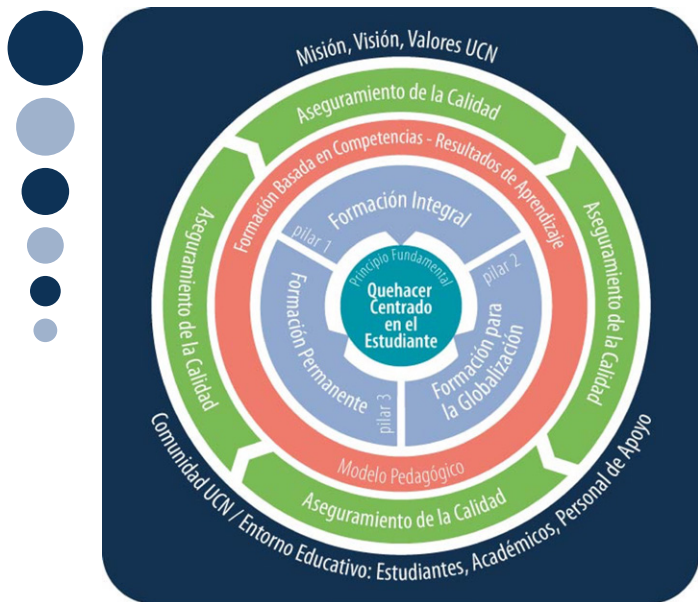 Misión, Visión, Valores UCN
Aseguramiento de la Calidad
Formación Basada en Competencias - Resultados de Aprendizaje
Formación Integral
pilar 1
pilar 2
Principio Fundamental
Quehacer
Centrado
en el
Estudiante
Aseguramiento de la Calidad
Aseguramiento de la Calidad
Formación Permanente
Formación para
la Globalización
pilar 3
Modelo Pedagógico
Aseguramiento de la Calidad
Comunidad UCN / Entorno Educativo: Estudiantes, Académicos, Personal de Apoyo